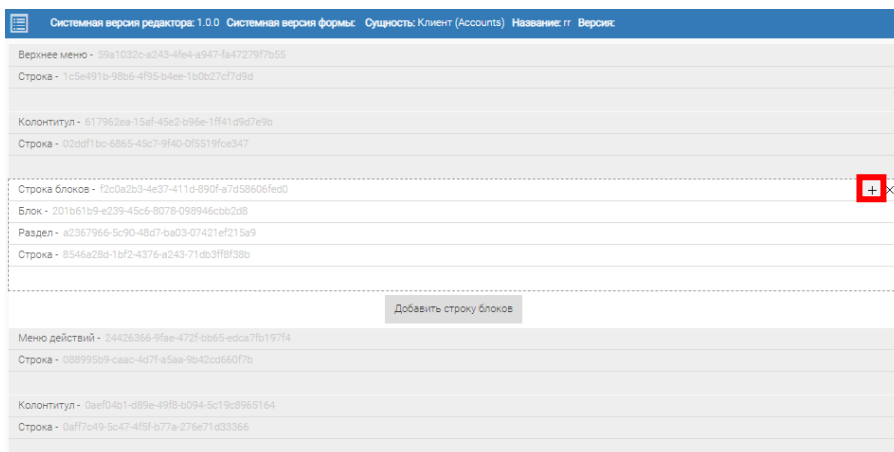 Системная версия редактора: 1.0.0 Системная версия формы: Сущность: Клиент (Accounts) Название: rr Версия:
Верхнее меню - 59a1032c-a243-4fe4-a947-fa47279f7b55
Строка - 1c5e491b-98b6-4f95-b4ee-1b0b27cf7d9d
Колонтитул - 617962ea-15af-45e2-b96e-1ff41d9d7e9b
Строка - 02ddf1bc-6865-45c7-9f40-0f5519fce347
Строка блоков - f2c0a2b3-4e37-411d-890f-a7d58606fed0
Блок - 201b61b9-e239-45c6-8078-098946cbb2d8
Раздел - a2367966-5c90-48d7-ba03-07421ef215a9
Строка - 8546a28d-1bf2-4376-a243-71db3ff8f38b
Добавить строку блоков
Меню действий - 24426366-9fae-472f-bb65-edca7fb197f4
Строка - 088995b9-caac-4d7f-a5aa-9b42cd660f7b
Колонтитул - 0aef04b1-d89e-49f8-b094-5c19c8965164
Строка - 0aff7c49-5c47-4f5f-b77a-276e71d33366